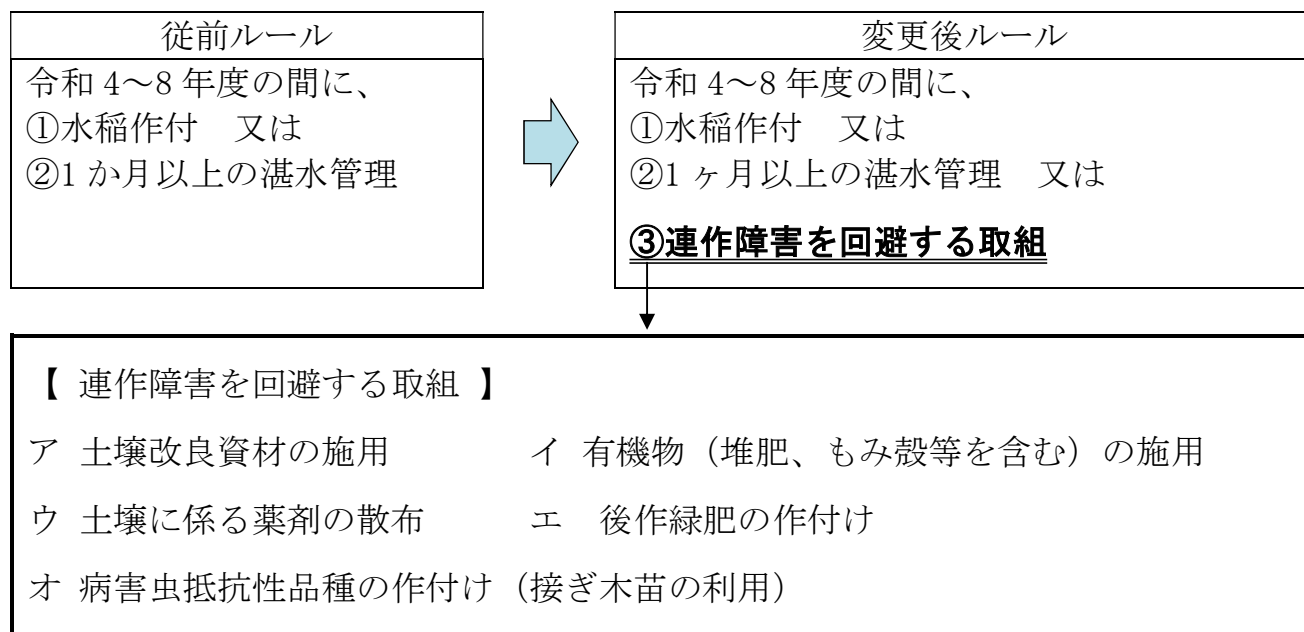 従前ルール
令和 4～8 年度の間に、
①水稲作付　又は
②1 か月以上の湛水管理
変更後ルール
令和 4～8 年度の間に、
①水稲作付　又は
②1 ヶ月以上の湛水管理　又は
③連作障害を回避する取組
【 連作障害を回避する取組 】
ア 土壌改良資材の施用　　　　イ 有機物（堆肥、もみ殻等を含む）の施用
ウ 土壌に係る薬剤の散布　　　エ　後作緑肥の作付け
オ 病害虫抵抗性品種の作付け（接ぎ木苗の利用）